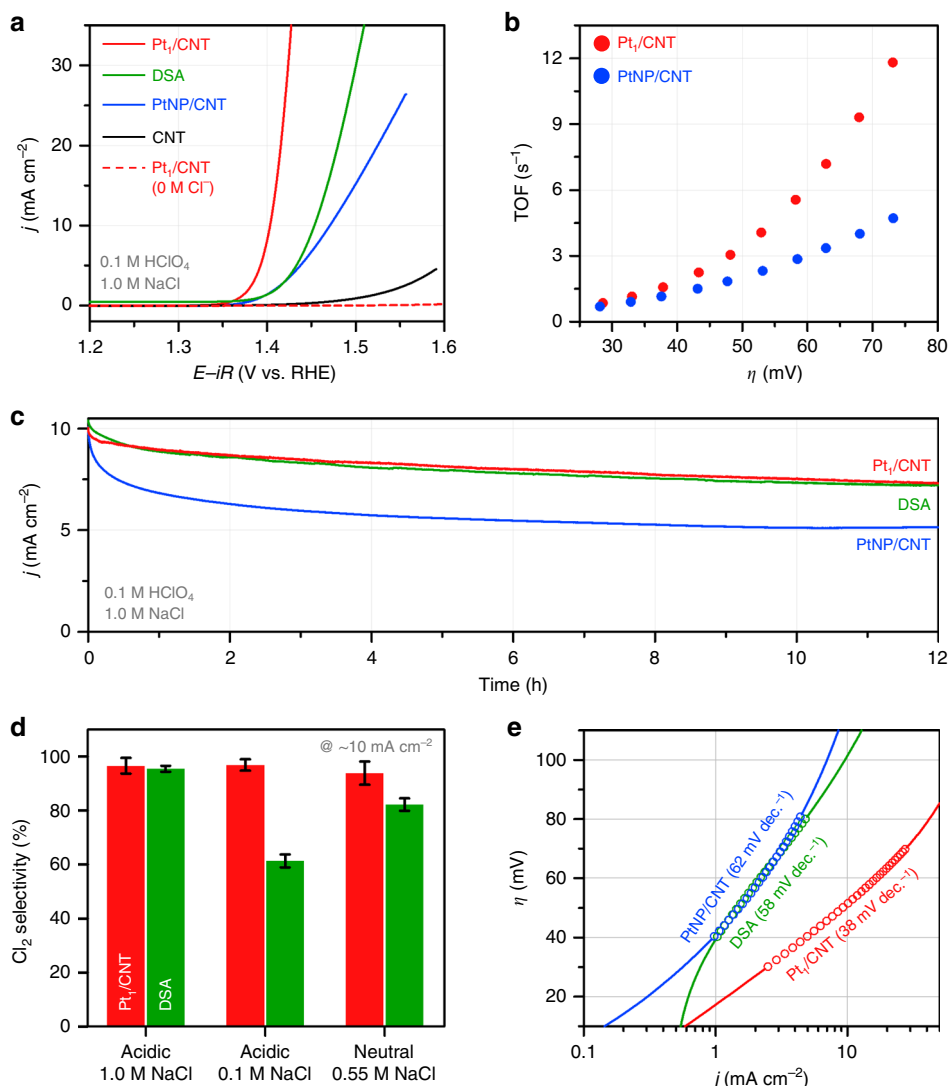 a
Pt₁/CNT
DSA
PtNP/CNT
CNT
Pt₁/CNT
(0 M Cl⁻)
0.1 M HClO₄
1.0 M NaCl
j (mA cm⁻²)
30
20
10
0
1.2 1.3 1.4 1.5 1.6
E–iR (V vs. RHE)
b
Pt₁/CNT
PtNP/CNT
TOF (s⁻¹)
12
9
6
3
0
30 40 50 60 70 80
η (mV)
c
j (mA cm⁻²)
10
5
0
Pt₁/CNT
DSA
PtNP/CNT
0.1 M HClO₄
1.0 M NaCl
0 2 4 6 8 10 12
Time (h)
d
@ ~10 mA cm⁻²
Cl₂ selectivity (%)
100
80
60
40
20
0
Pt₁/CNT
DSA
Acidic
1.0 M NaCl
Acidic
0.1 M NaCl
Neutral
0.55 M NaCl
e
η (mV)
100
80
60
40
20
PtNP/CNT (62 mV dec.⁻¹)
DSA (58 mV dec.⁻¹)
Pt₁/CNT (38 mV dec.⁻¹)
0.1 1 10
j (mA cm⁻²)